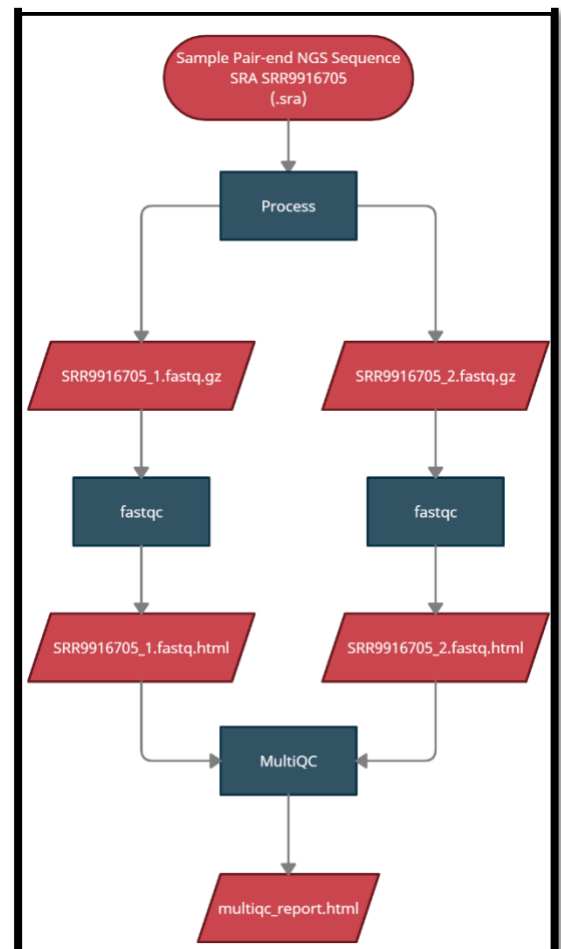 Sample Pair-end NGS Sequence
SRA SRR9916705
(.sra)
Process
SRR9916705_1.fastq.gz
SRR9916705_2.fastq.gz
fastqc
fastqc
SRR9916705_1.fastq.html
SRR9916705_2.fastq.html
MultiQC
multiqc_report.html